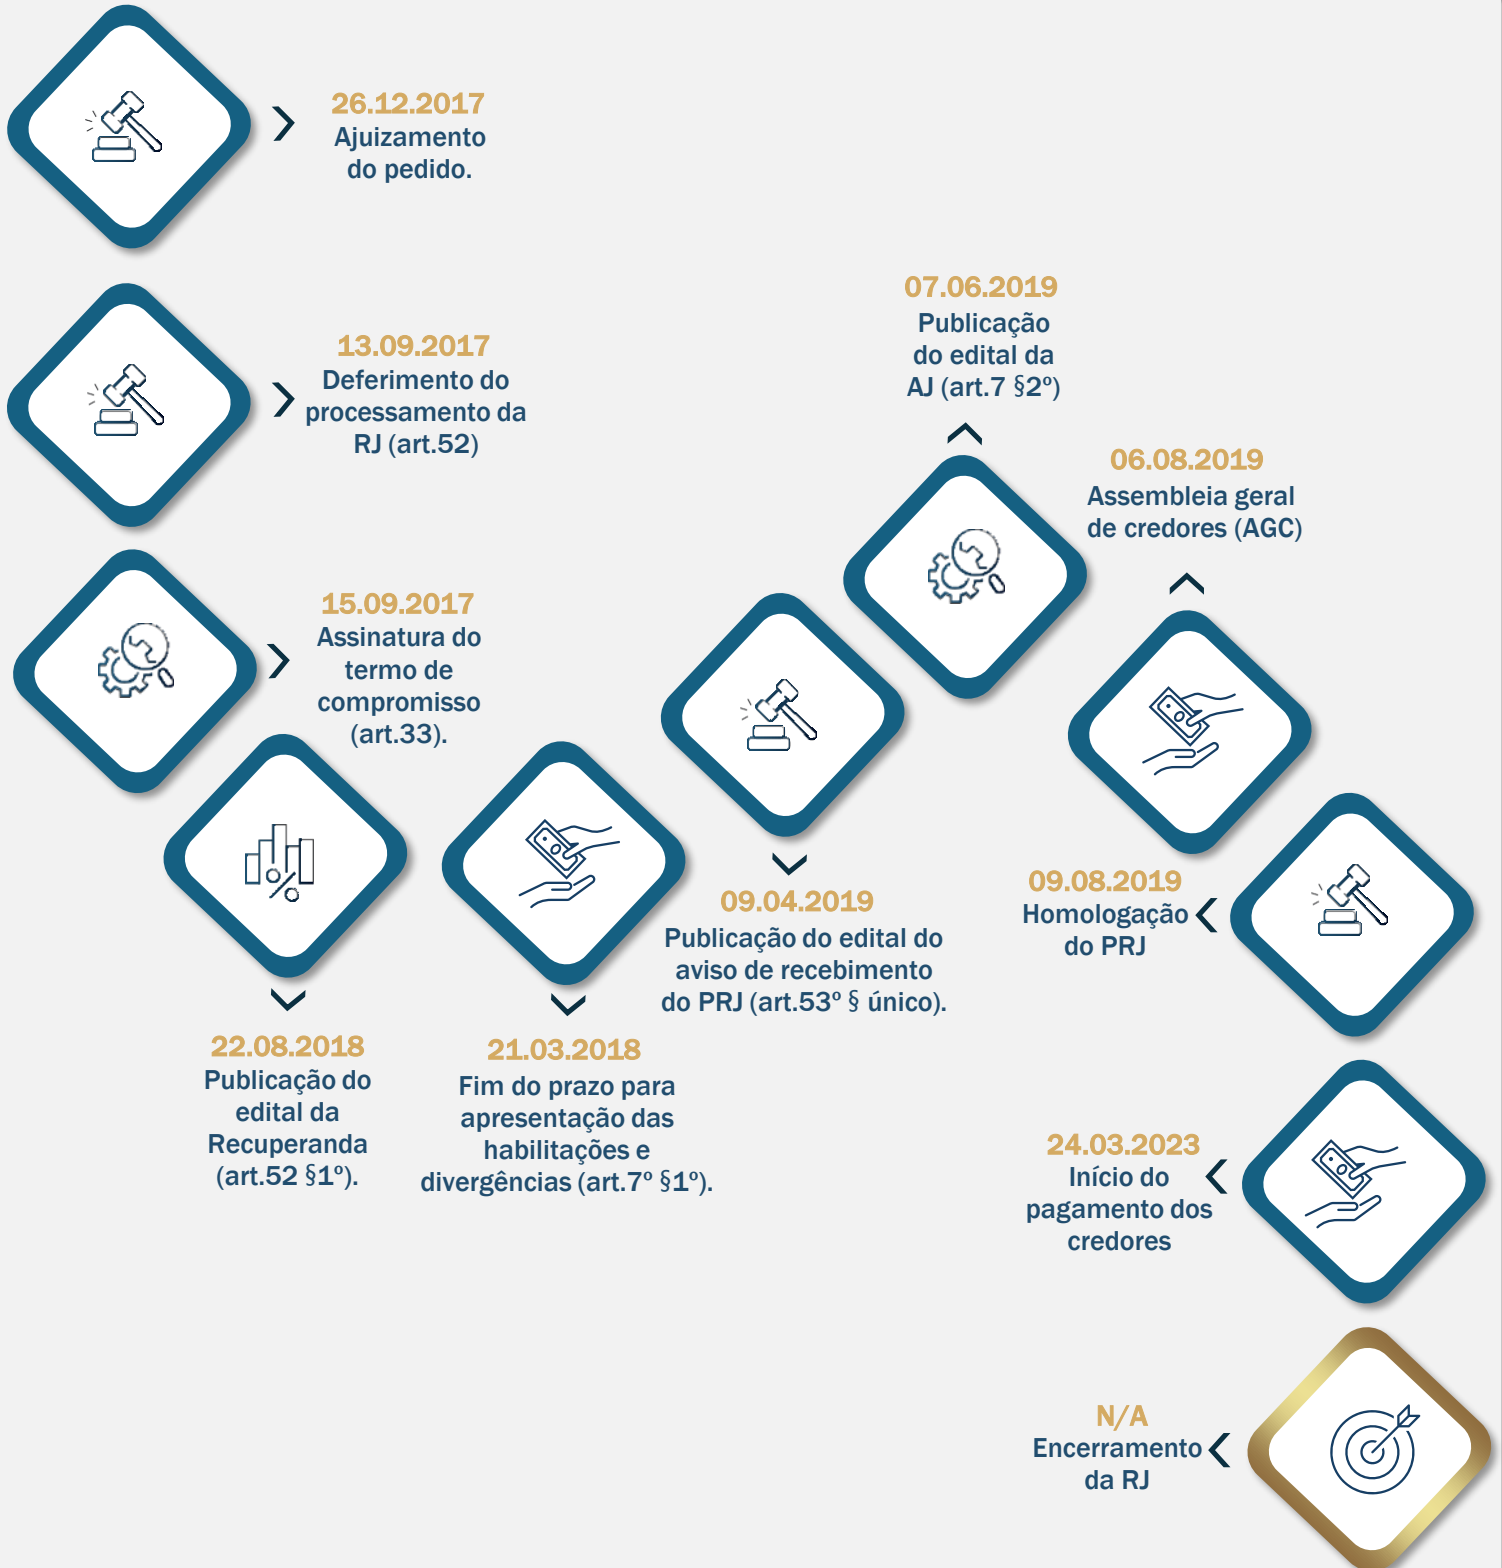 26.12.2017
Ajuizamento
do pedido.
13.09.2017
Deferimento do
processamento da
RJ (art.52)
15.09.2017
Assinatura do
termo de
compromisso
(art.33).
22.08.2018
Publicação do
edital da
Recuperanda
(art.52 §1º).
21.03.2018
Fim do prazo para
apresentação das
habilitações e
divergências (art.7º §1º).
09.04.2019
Publicação do edital do
aviso de recebimento
do PRJ (art.53º § único).
07.06.2019
Publicação
do edital da
AJ (art.7 §2º)
06.08.2019
Assembleia geral
de credores (AGC)
09.08.2019
Homologação
do PRJ
24.03.2023
Início do
pagamento dos
credores
N/A
Encerramento
da RJ